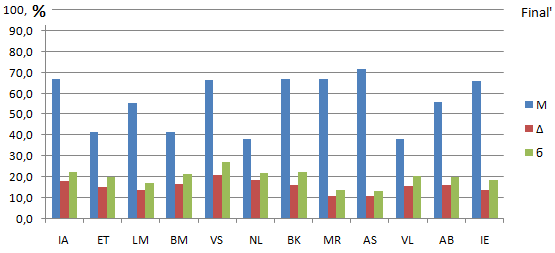 100, %
Final'
90,0
80,0
70,0
60,0
50,0
40,0
30,0
20,0
10,0
0,0
IA ET LM BM VS NL BK MR AS VL AB IE
M
Δ
б